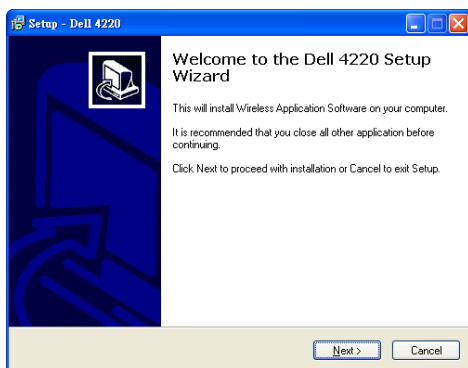 Setup - Dell 4220
Welcome to the Dell 4220 Setup
Wizard
This will install Wireless Application Software on your computer.
It is recommended that you close all other application before
continuing.
Click Next to proceed with installation or Cancel to exit Setup.
Next >
Cancel